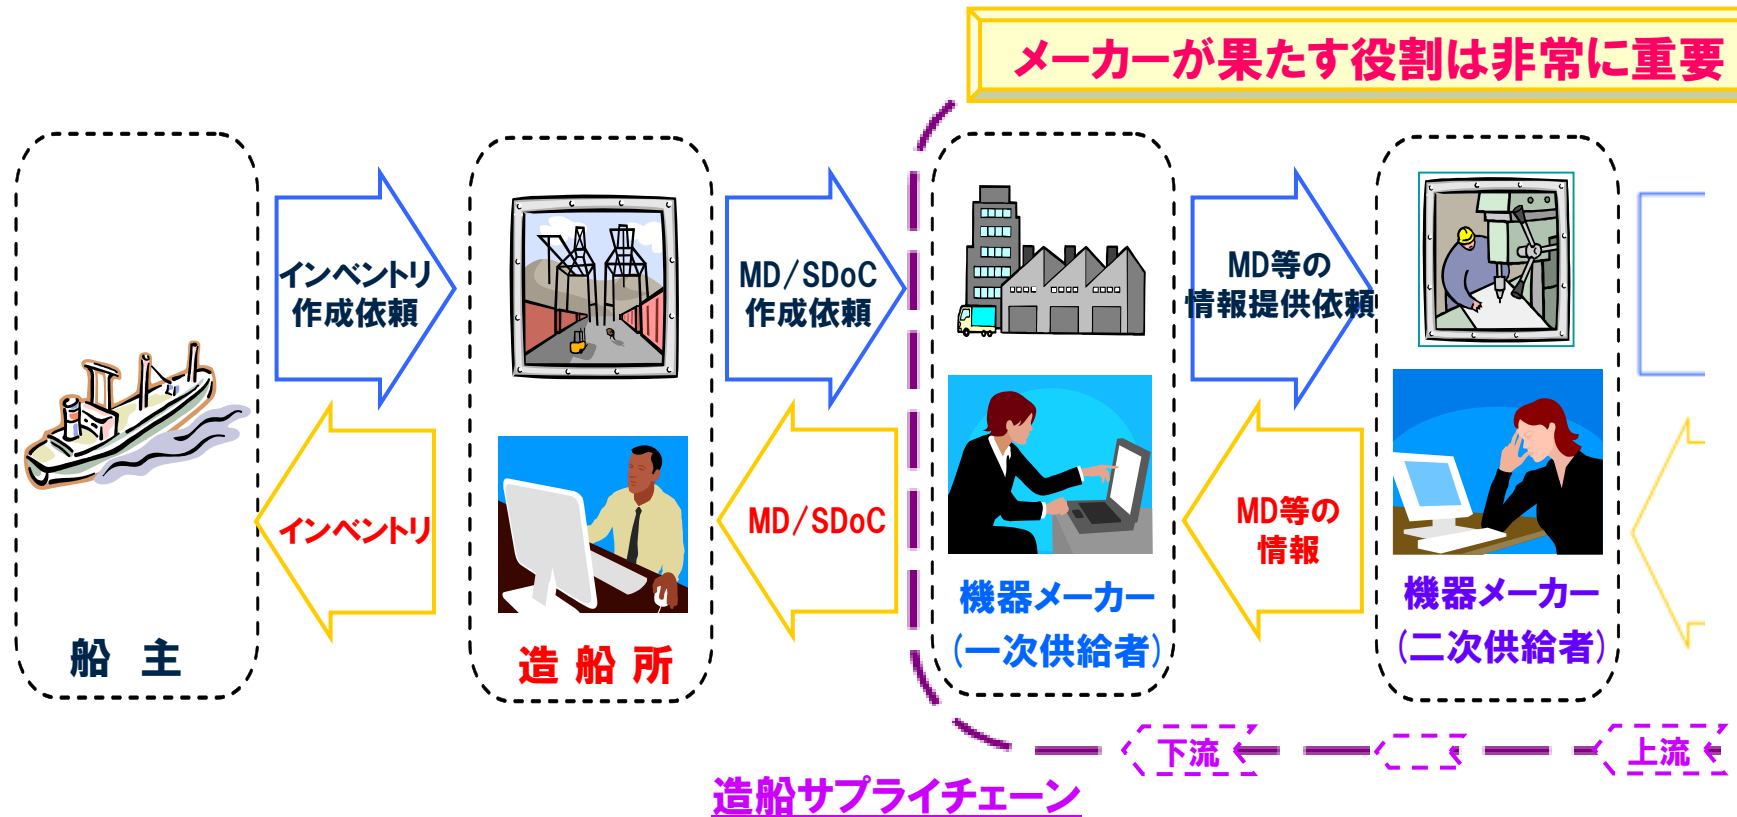 メーカーが果たす役割は非常に重要
インベントリ
作成依頼
MD/SDoC
作成依頼
MD等の
情報提供依頼
インベントリ
MD/SDoC
MD等の
情報
船 主
造 船 所
機器メーカー
(一次供給者)
機器メーカー
(二次供給者)
下流
上流
造船サプライチェーン